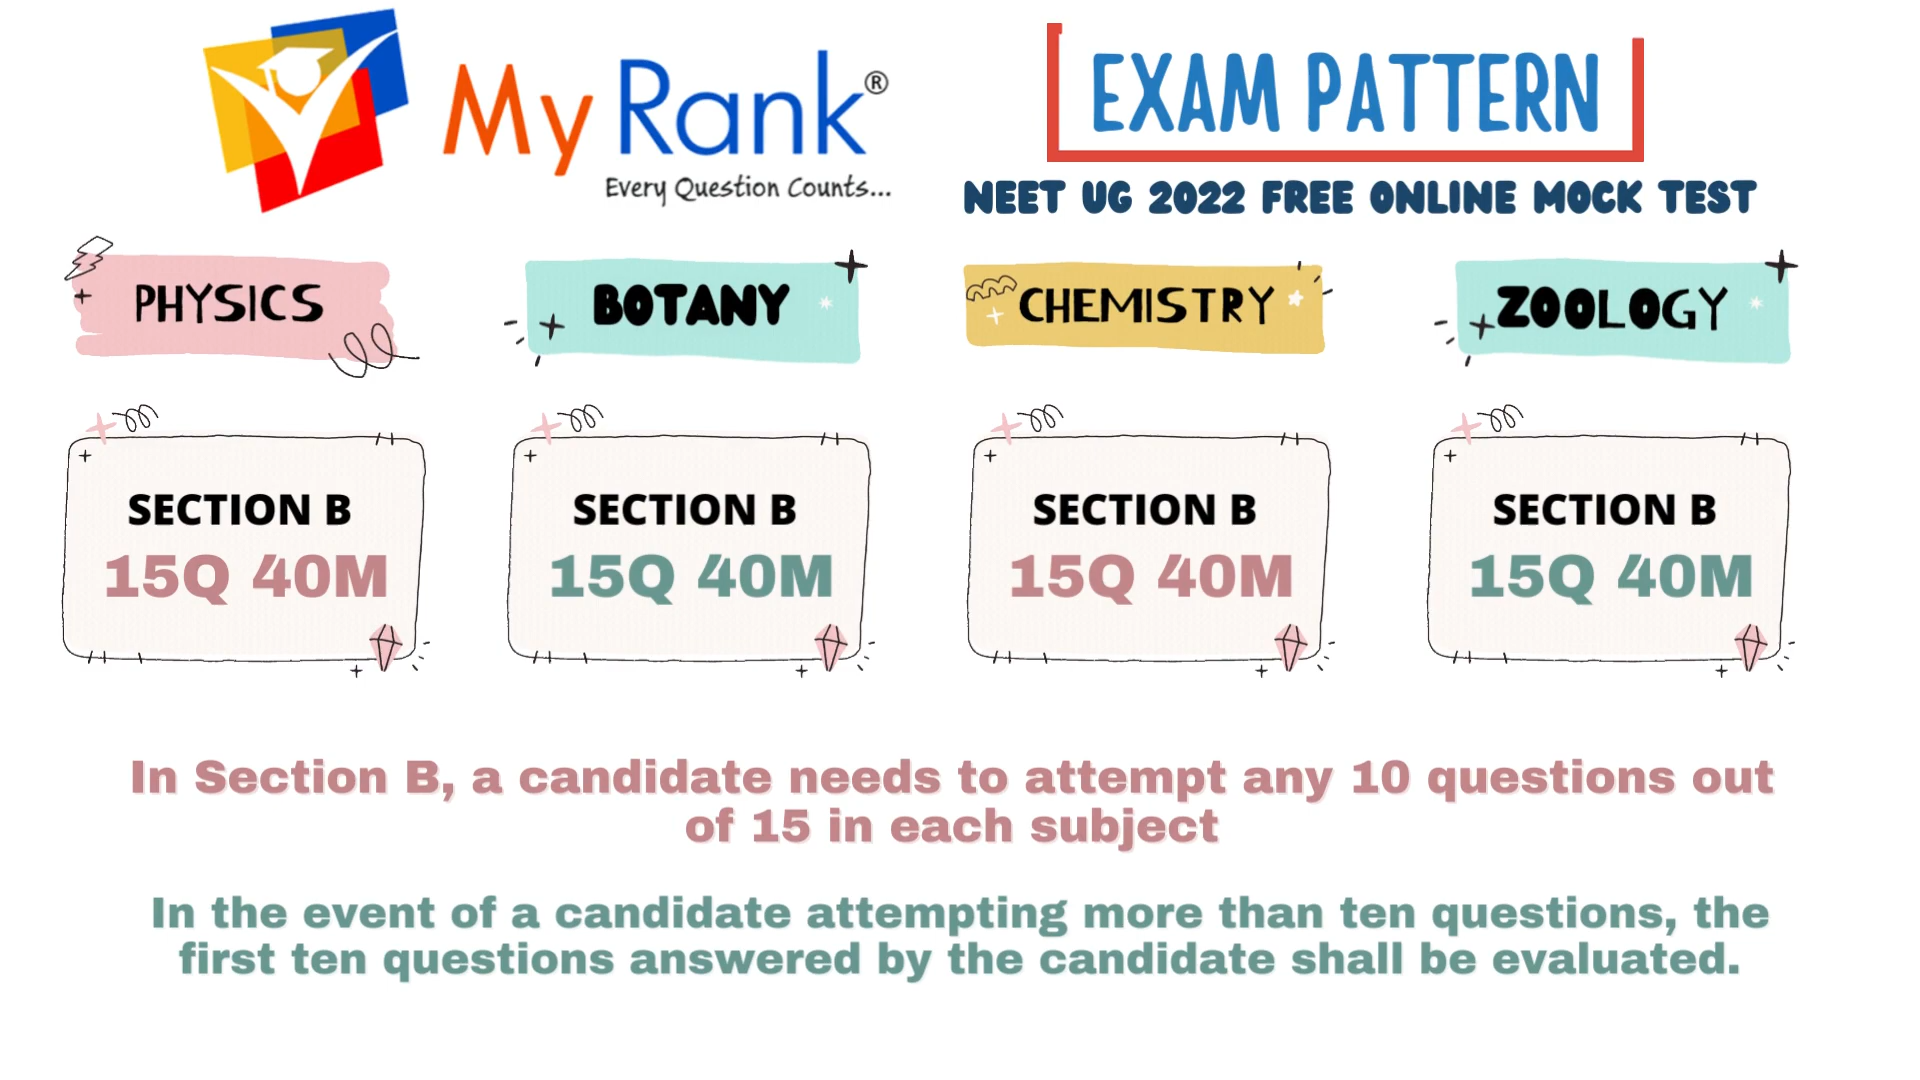 My Rank®
Every Question Counts...
EXAM PATTERN
NEET UG 2022 FREE ONLINE MOCK TEST
PHYSICS
BOTANY
CHEMISTRY
ZOOLOGY
SECTION B
15Q 40M
SECTION B
15Q 40M
SECTION B
15Q 40M
SECTION B
15Q 40M
In Section B, a candidate needs to attempt any 10 questions out
of 15 in each subject
In the event of a candidate attempting more than ten questions, the
first ten questions answered by the candidate shall be evaluated.